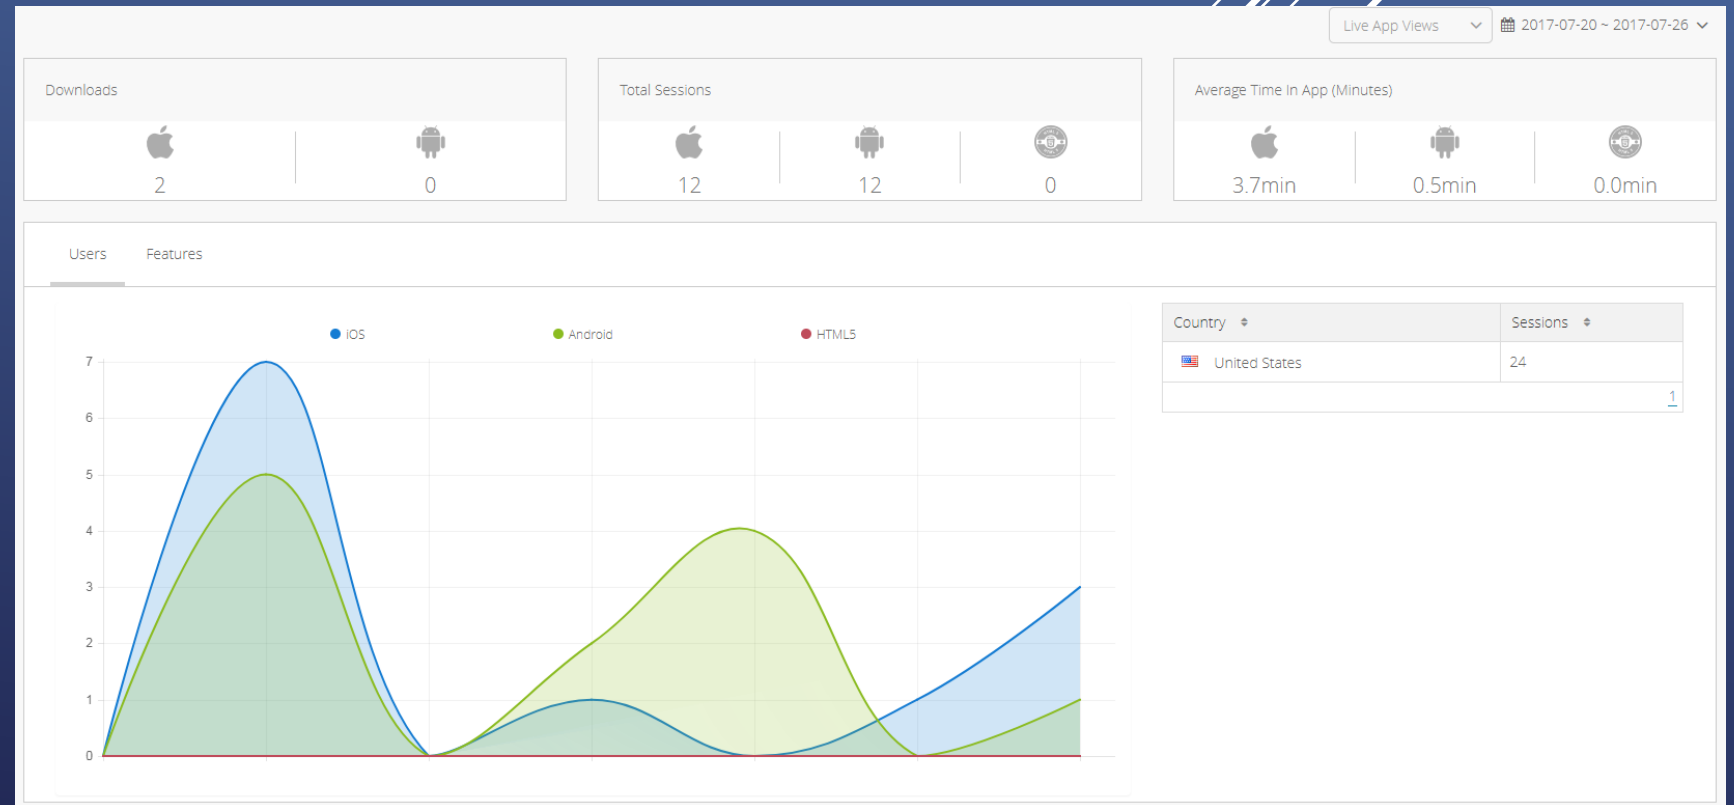 Live App Views
2017-07-20 ~ 2017-07-26
Downloads
2
0
Total Sessions
12
12
0
Average Time In App (Minutes)
3.7min
0.5min
0.0min
Users
Features
iOS
Android
HTML5
7
6
5
4
3
2
1
0
Country
Sessions
United States
24
1